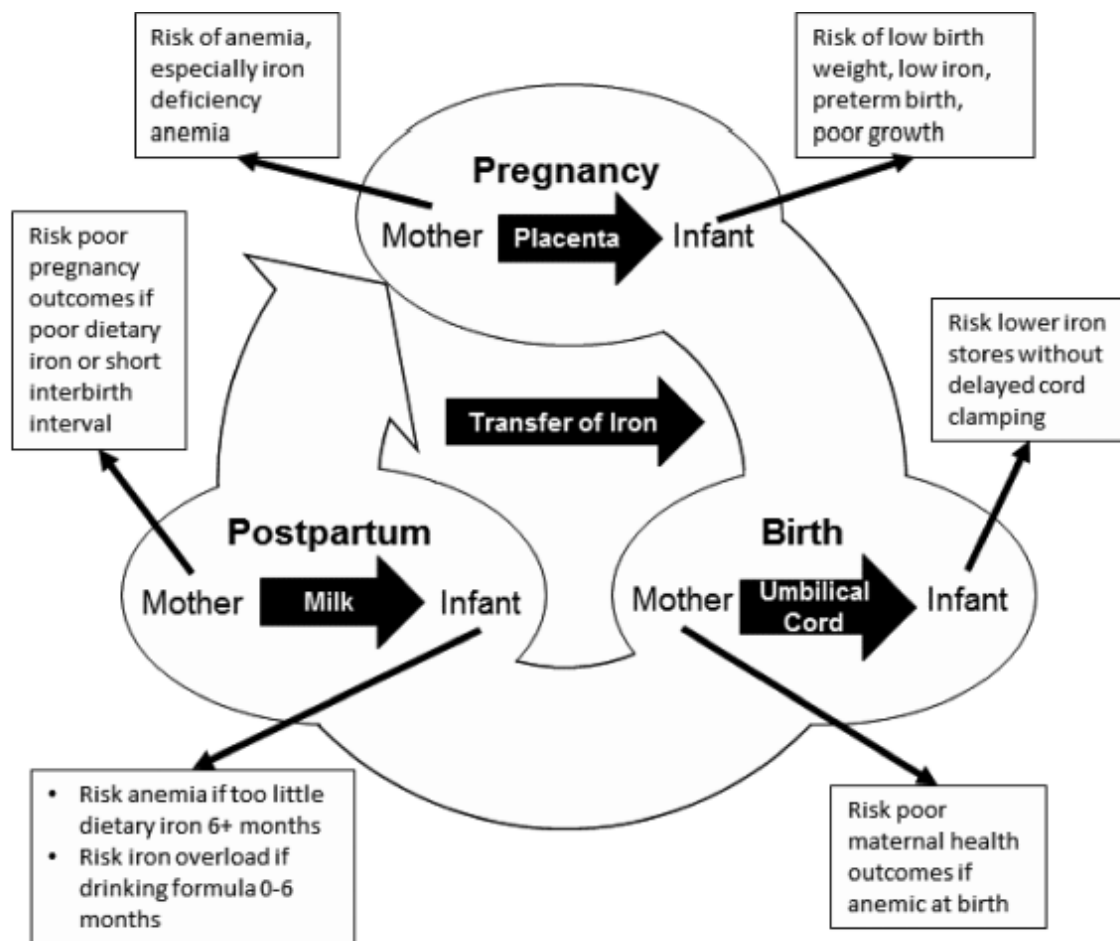 Risk of anemia,
especially iron
deficiency
anemia
Risk of low birth
weight, low iron,
preterm birth,
poor growth
Pregnancy
Mother
Placenta
Infant
Risk poor
pregnancy
outcomes if
poor dietary
iron or short
interbirth
interval
Risk lower iron
stores without
delayed cord
clamping
Transfer of Iron
Postpartum
Mother
Milk
Infant
Birth
Mother
Umbilical
Cord
Infant
• Risk anemia if too little
dietary iron 6+ months
• Risk iron overload if
drinking formula 0-6
months
Risk poor
maternal health
outcomes if
anemic at birth